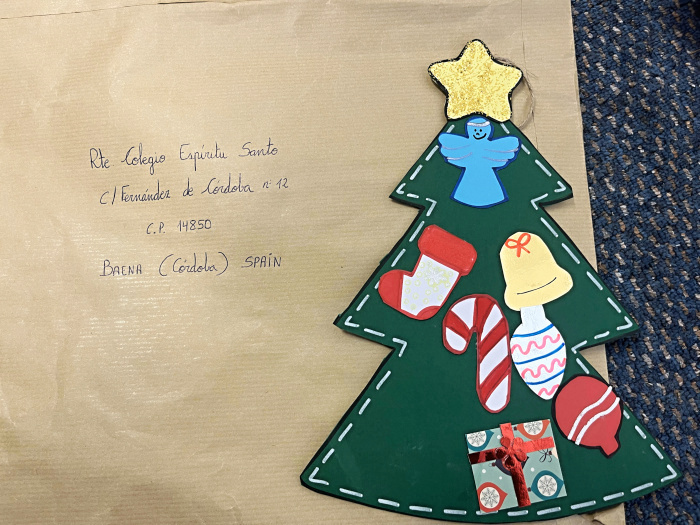 Rte Colegio Espíritu Santo
C/ Fernández de Córdoba nº 12
C.P. 14850
BAENA (Córdoba) SPAIN